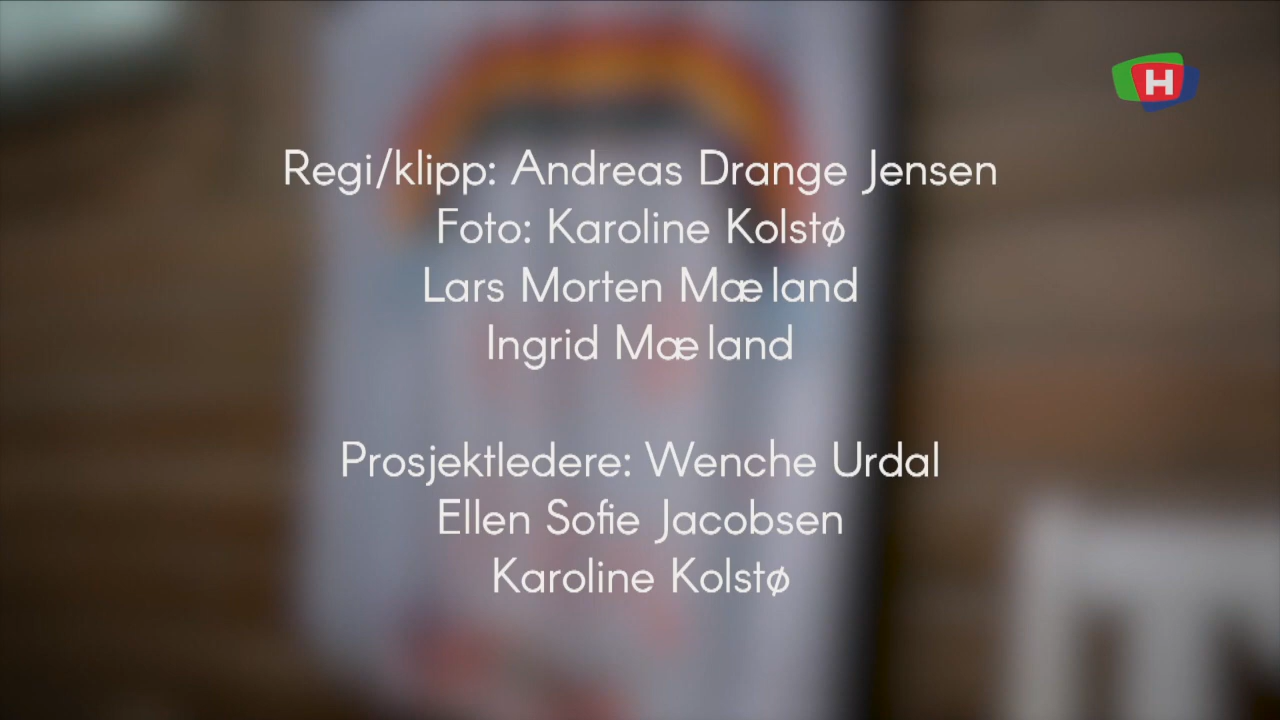 H
Regi/klipp: Andreas Drange Jensen
Foto: Karoline Kolstø
Lars Morten Mæland
Ingrid Mæland
Prosjektledere: Wenche Urdal
Ellen Sofie Jacobsen
Karoline Kolstø